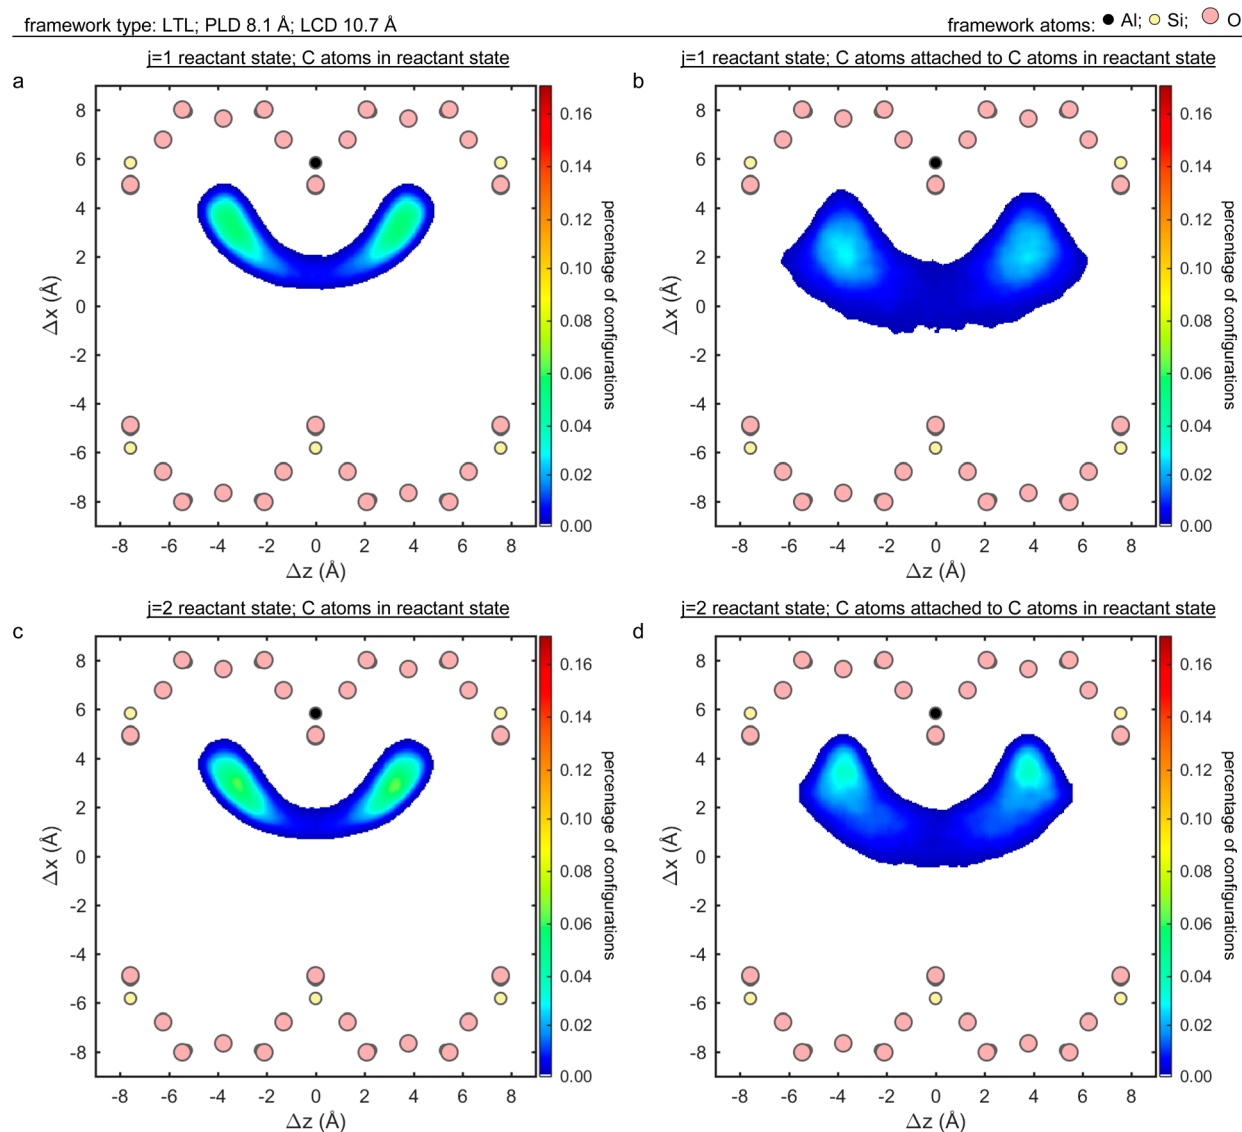 framework type: LTL; PLD 8.1 Å; LCD 10.7 Å
framework atoms: Al; Si; O
j=1 reactant state; C atoms in reactant state
a
8
6
4
2
0
-2
-4
-6
-8
Δx (Å)
-8 -6 -4 -2 0 2 4 6 8
Δz (Å)
0.16
0.14
0.12
0.10
0.08
0.06
0.04
0.02
0.00
percentage of configurations
j=1 reactant state; C atoms attached to C atoms in reactant state
b
8
6
4
2
0
-2
-4
-6
-8
Δx (Å)
-8 -6 -4 -2 0 2 4 6 8
Δz (Å)
0.16
0.14
0.12
0.10
0.08
0.06
0.04
0.02
0.00
percentage of configurations
j=2 reactant state; C atoms in reactant state
c
8
6
4
2
0
-2
-4
-6
-8
Δx (Å)
-8 -6 -4 -2 0 2 4 6 8
Δz (Å)
0.16
0.14
0.12
0.10
0.08
0.06
0.04
0.02
0.00
percentage of configurations
j=2 reactant state; C atoms attached to C atoms in reactant state
d
8
6
4
2
0
-2
-4
-6
-8
Δx (Å)
-8 -6 -4 -2 0 2 4 6 8
Δz (Å)
0.16
0.14
0.12
0.10
0.08
0.06
0.04
0.02
0.00
percentage of configurations